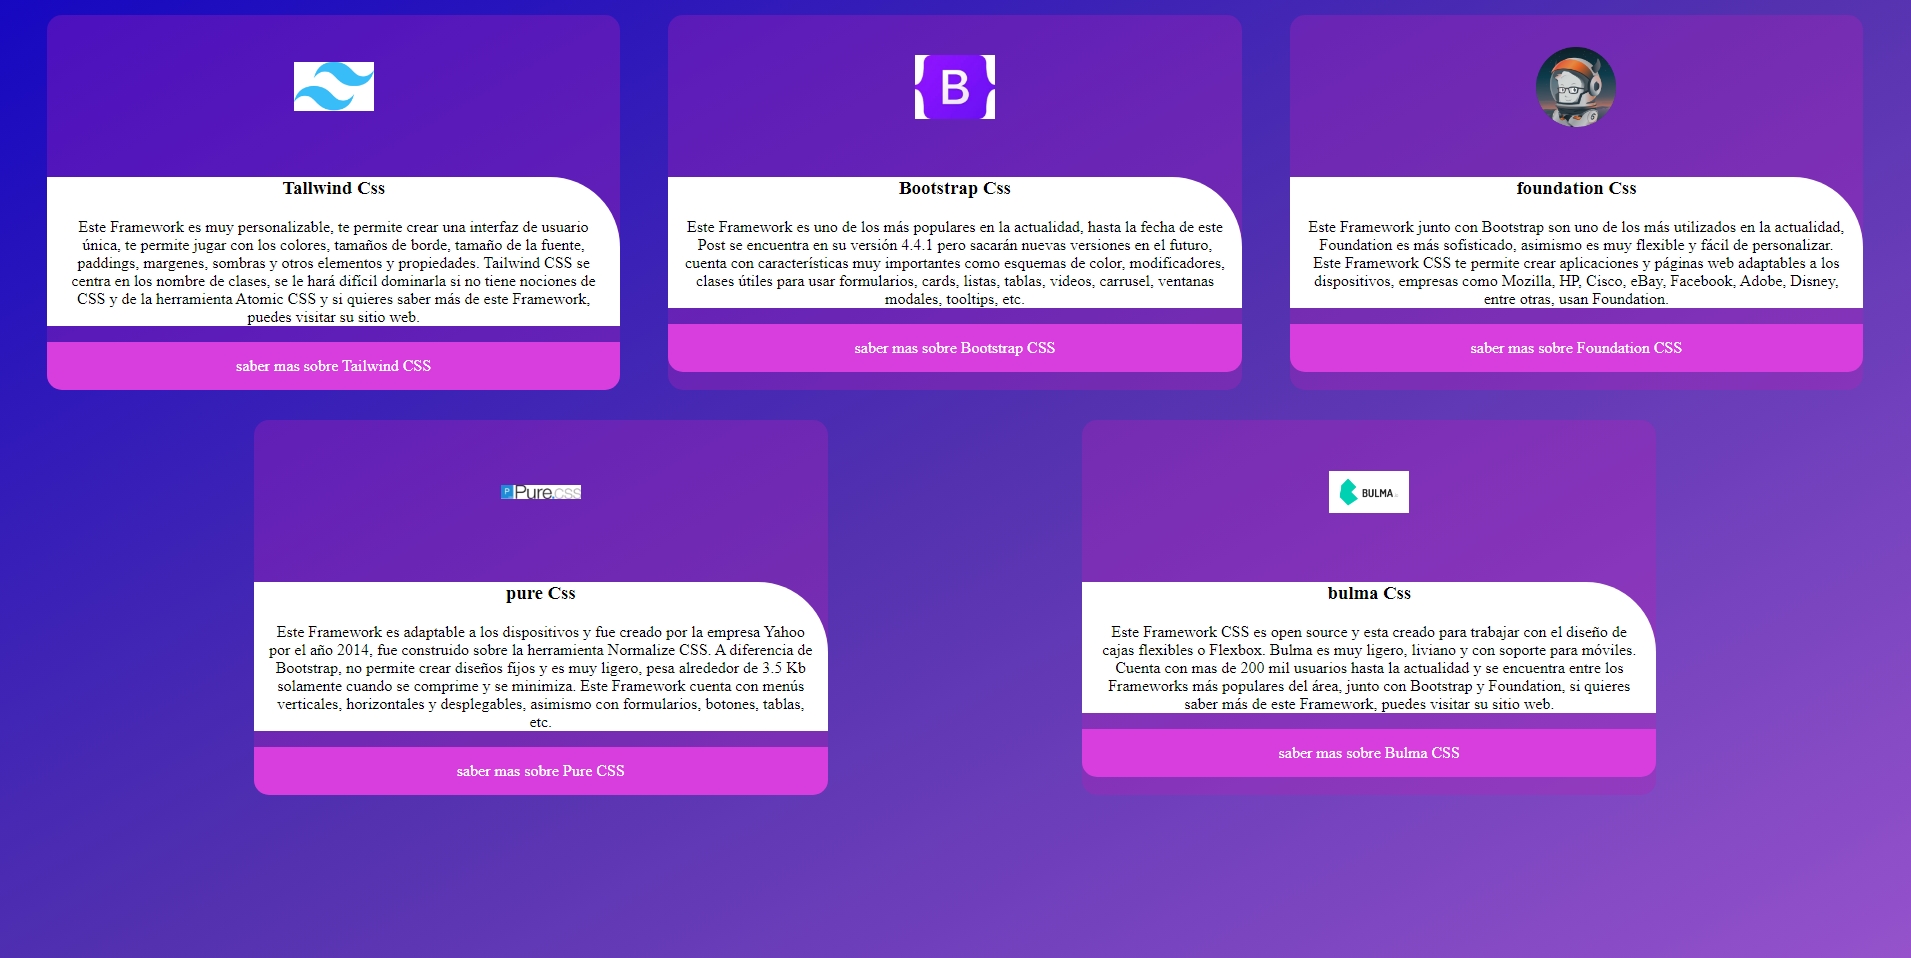 B
Tallwind Css
Este Framework es muy personalizable, te permite crear una interfaz de usuario
única, te permite jugar con los colores, tamaños de borde, tamaño de la fuente,
paddings, margenes, sombras y otros elementos y propiedades. Tailwind CSS se
centra en los nombre de clases, se le hará difícil dominarla si no tiene nociones de
CSS y de la herramienta Atomic CSS y si quieres saber más de este Framework,
puedes visitar su sitio web.
saber mas sobre Tailwind CSS
Bootstrap Css
Este Framework es uno de los más populares en la actualidad, hasta la fecha de este
Post se encuentra en su versión 4.4.1 pero sacarán nuevas versiones en el futuro,
cuenta con características muy importantes como esquemas de color, modificadores,
clases útiles para usar formularios, cards, listas, tablas, videos, carrusel, ventanas
modales, tooltips, etc.
saber mas sobre Bootstrap CSS
foundation Css
Este Framework junto con Bootstrap son uno de los más utilizados en la actualidad,
Foundation es más sofisticado, asimismo es muy flexible y fácil de personalizar.
Este Framework CSS te permite crear aplicaciones y páginas web adaptables a los
dispositivos, empresas como Mozilla, HP, Cisco, eBay, Facebook, Adobe, Disney,
entre otras, usan Foundation.
saber mas sobre Foundation CSS
P Pure.css
pure Css
Este Framework es adaptable a los dispositivos y fue creado por la empresa Yahoo
por el año 2014, fue construido sobre la herramienta Normalize CSS. A diferencia de
Bootstrap, no permite crear diseños fijos y es muy ligero, pesa alrededor de 3.5 Kb
solamente cuando se comprime y se minimiza. Este Framework cuenta con menús
verticales, horizontales y desplegables, asimismo con formularios, botones, tablas,
etc.
saber mas sobre Pure CSS
BULMA
bulma Css
Este Framework CSS es open source y esta creado para trabajar con el diseño de
cajas flexibles o Flexbox. Bulma es muy ligero, liviano y con soporte para móviles.
Cuenta con mas de 200 mil usuarios hasta la actualidad y se encuentra entre los
Frameworks más populares del área, junto con Bootstrap y Foundation, si quieres
saber más de este Framework, puedes visitar su sitio web.
saber mas sobre Bulma CSS